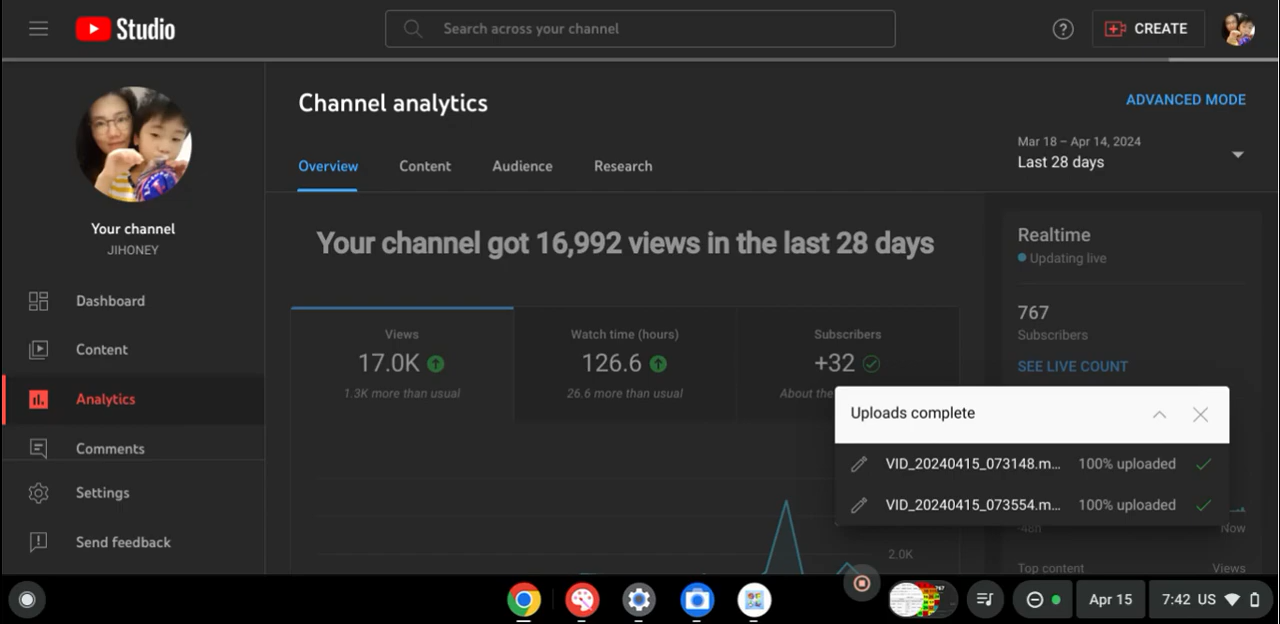 Studio
Search across your channel
CREATE
Channel analytics
ADVANCED MODE
Mar 18 – Apr 14, 2024
Last 28 days
Overview Content Audience Research
Your channel
JIHONEY
Your channel got 16,992 views in the last 28 days
Realtime
Updating live
Dashboard
767
Subscribers
SEE LIVE COUNT
Views
17.0K
1.3K more than usual
Watch time (hours)
126.6
26.6 more than usual
Subscribers
+32
About the
Content
Analytics
Comments
Settings
Send feedback
Uploads complete
VID_20240415_073148.m... 100% uploaded
VID_20240415_073554.m... 100% uploaded
-48h Now
2.0K
Top content Views
Apr 15
7:42 US